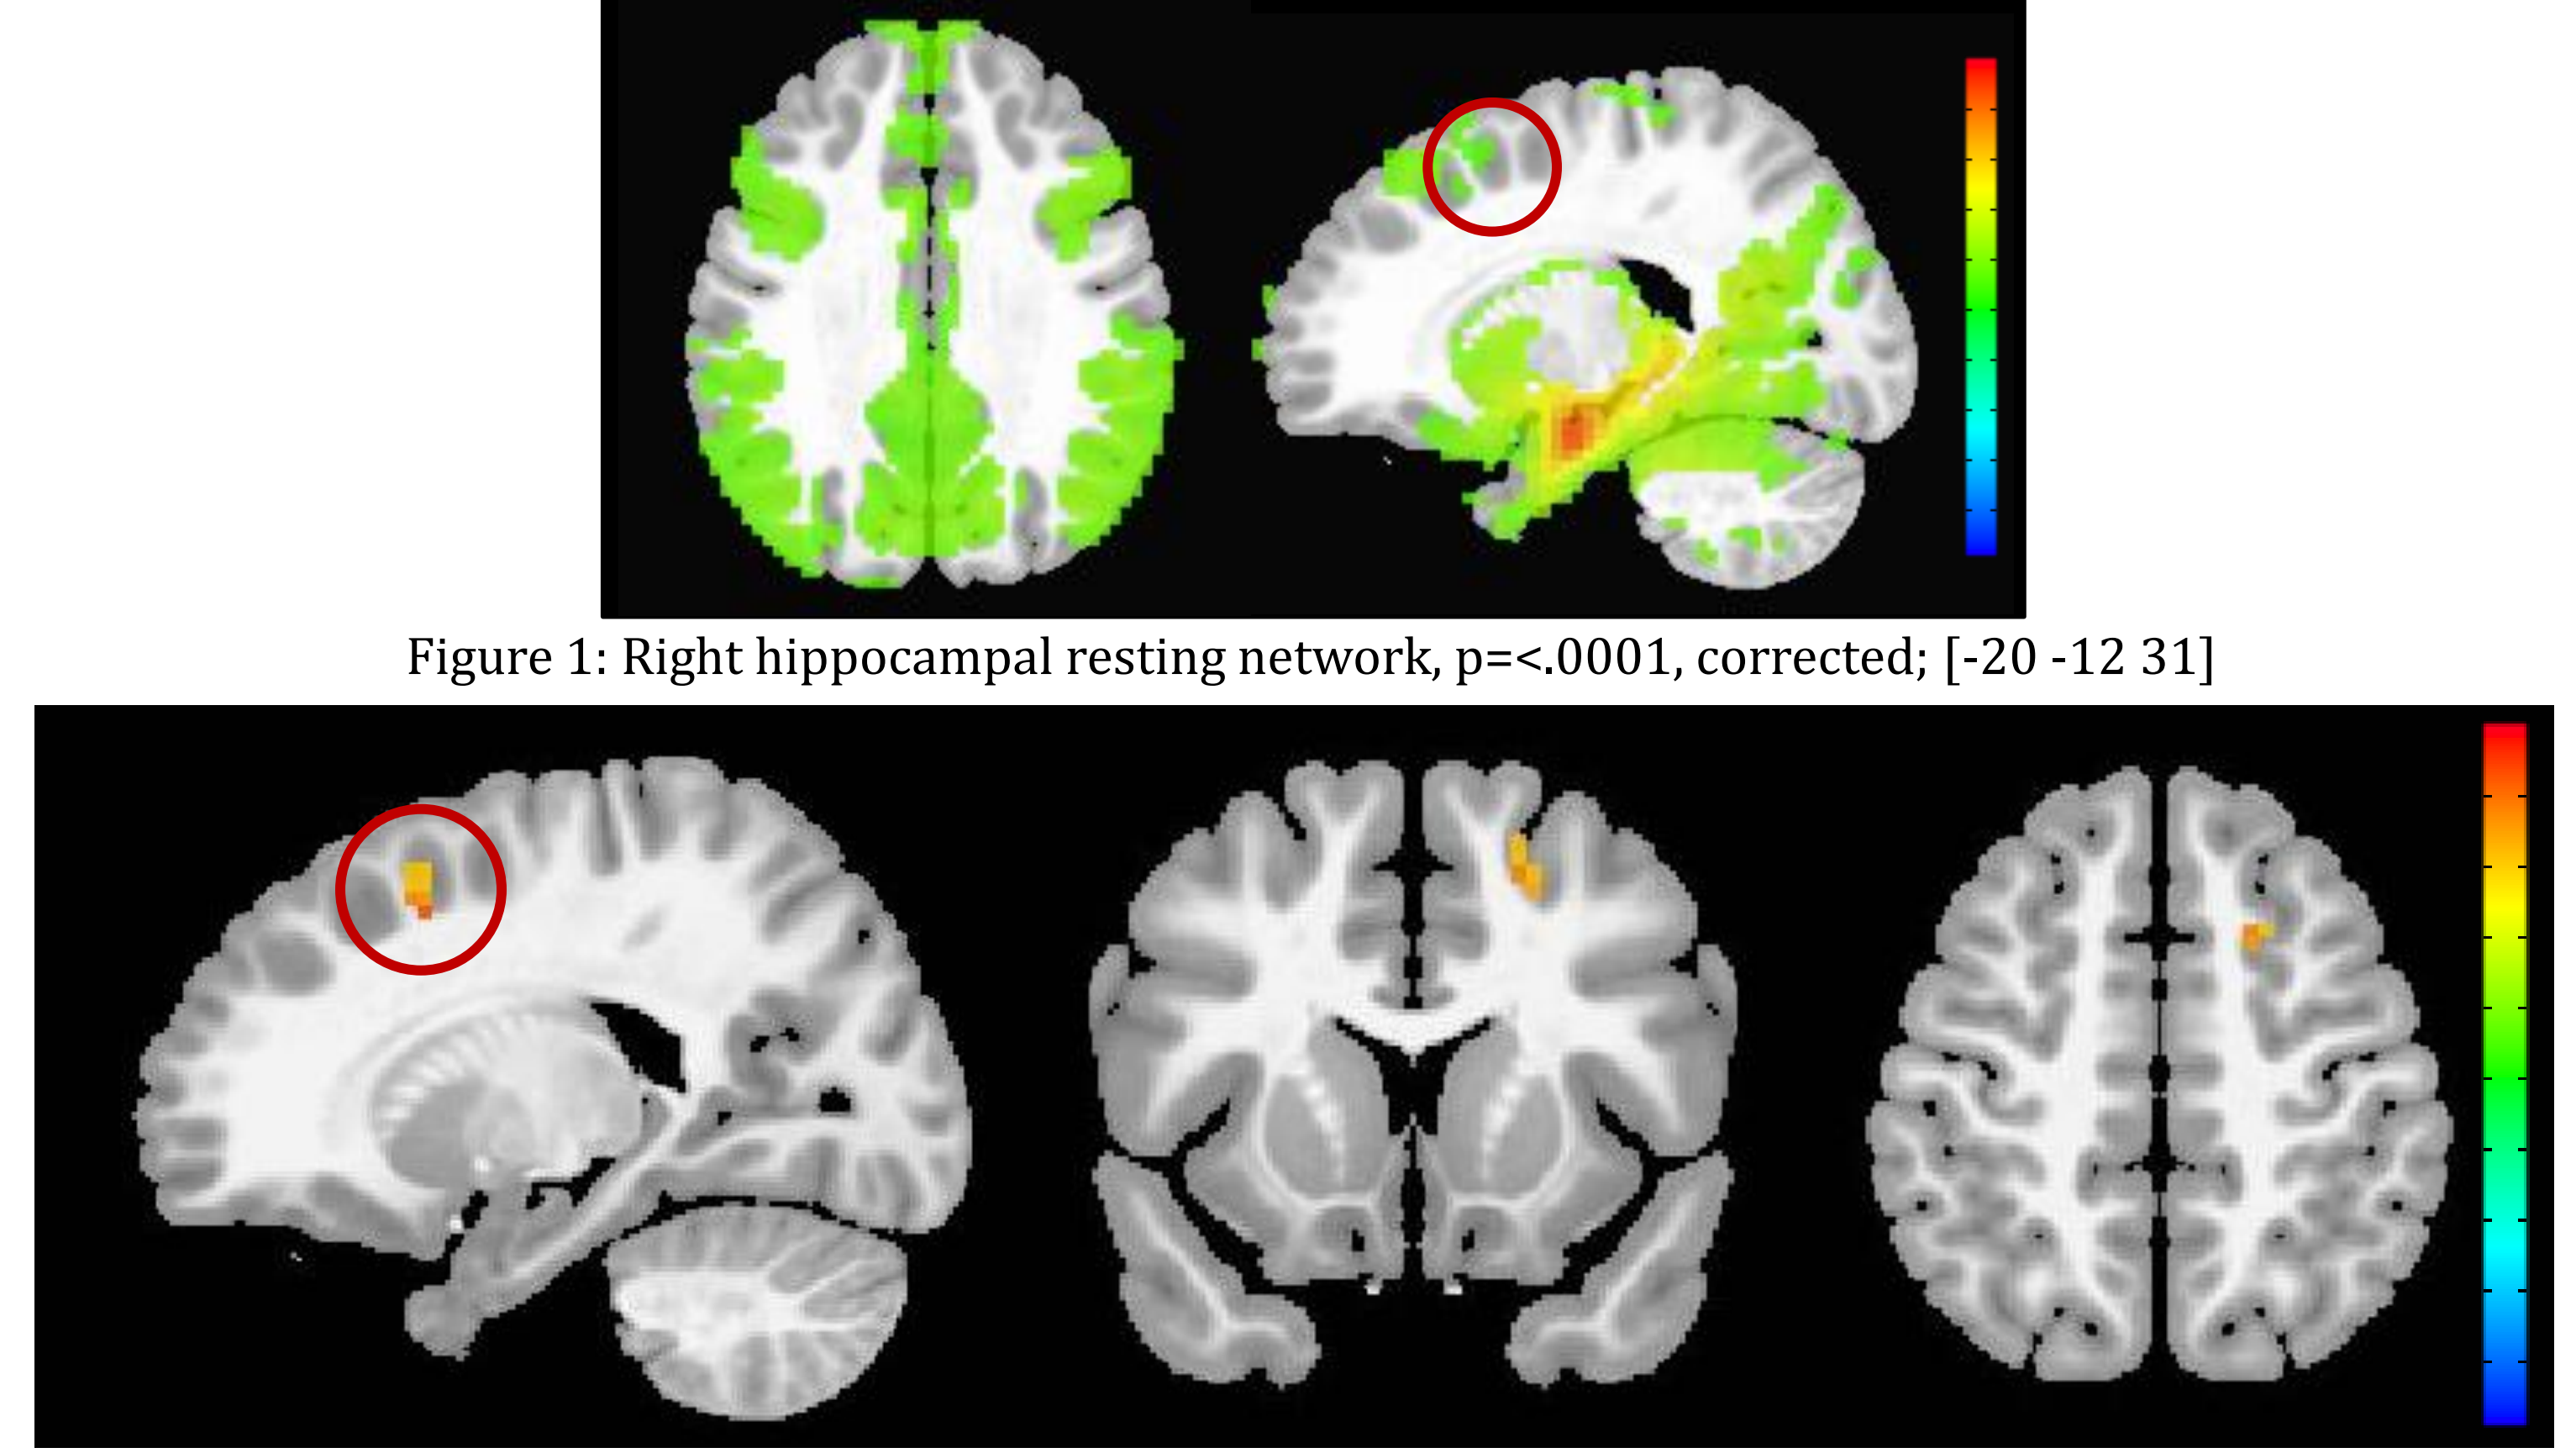 Figure 1: Right hippocampal resting network, p=<.0001, corrected; [-20 -12 31]